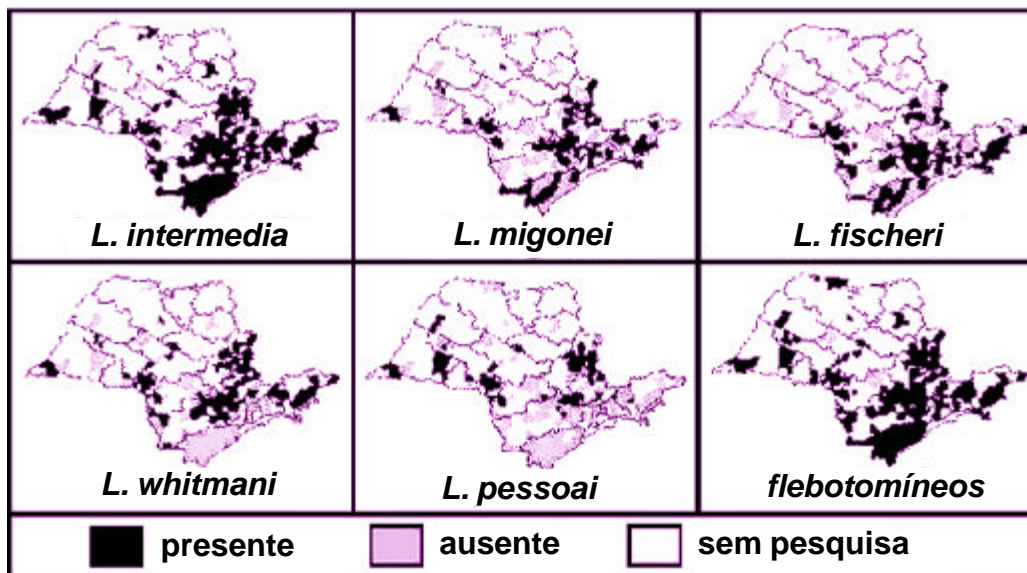 L. intermedia
L. migonei
L. fischeri
L. whitmani
L. pessoai
flebotomíneos
presente
ausente
sem pesquisa